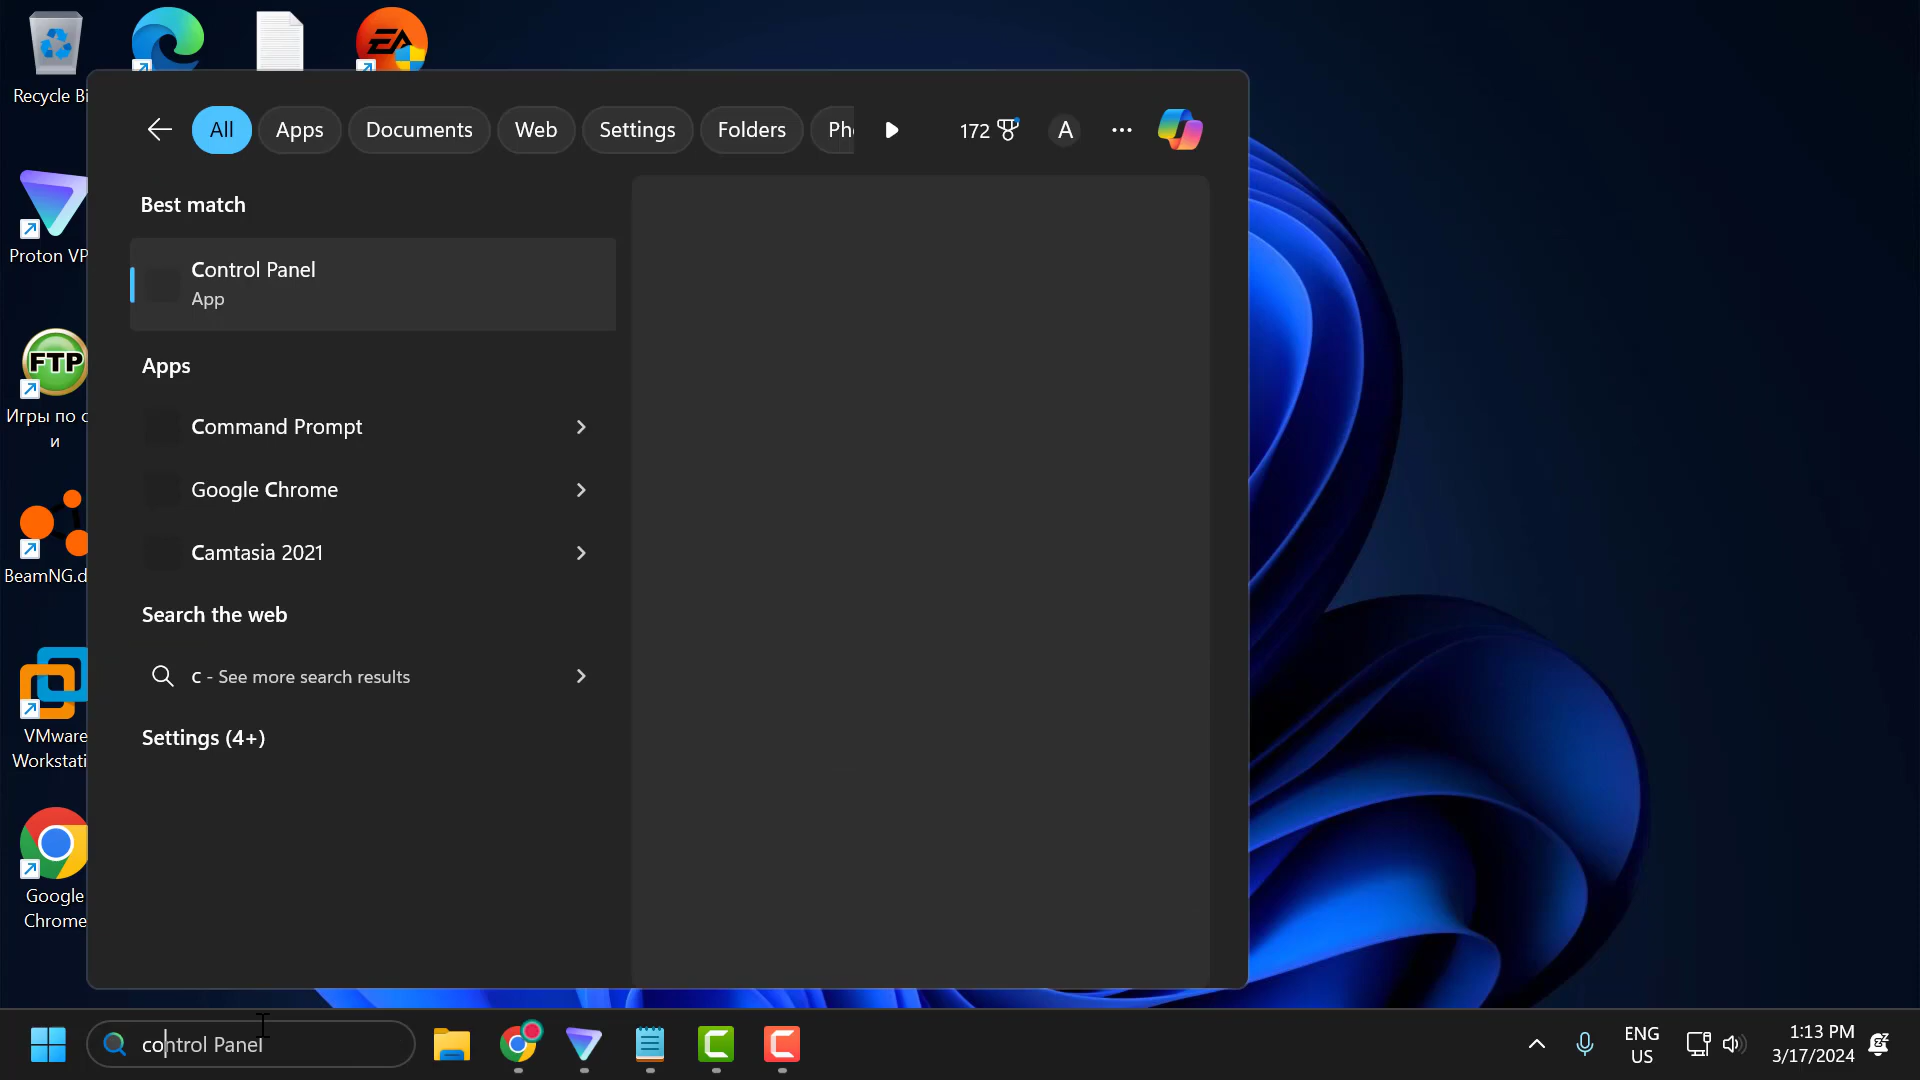 Recycle Bi
Proton VP
FTP
Игры по с
и
BeamNG.d
VMware
Workstati
Google
Chrome
EA
All
Apps
Documents
Web
Settings
Folders
Ph
172
A
Best match
Control Panel
App
Apps
Command Prompt
Google Chrome
Camtasia 2021
Search the web
c - See more search results
Settings (4+)
control Panel
ENG
US
1:13 PM
3/17/2024